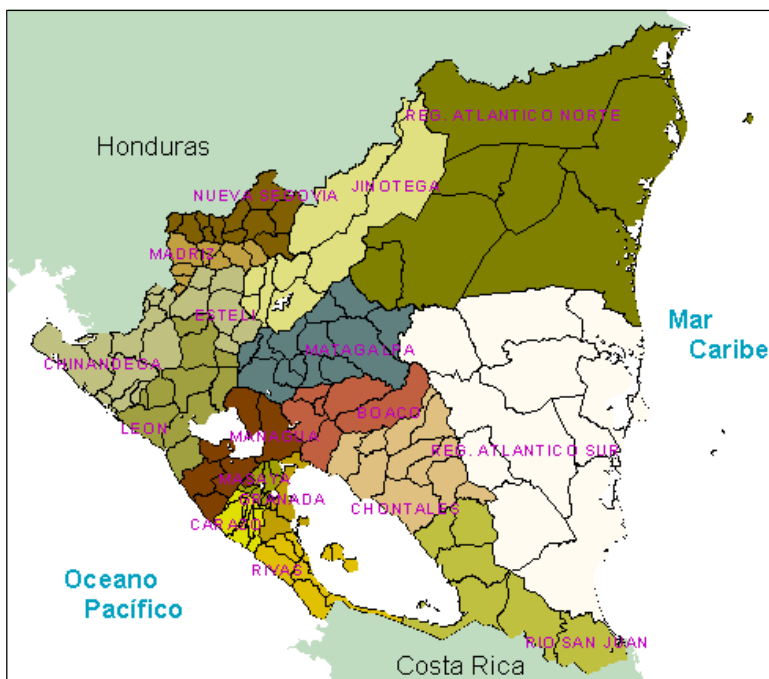 REG. ATLANTICO NORTE
Honduras
JINOTEGA
NUEVA SEGOVIA
MADRIZ
ESTELI
Mar
Caribe
MATAGALPA
CHINANDEGA
BOACO
LEON
MANAGUA
REG. ATLANTICO SUR
MASAYA
GRANADA
CHONTALES
CARAZO
RIVAS
Oceano
Pacífico
RIO SAN JUAN
Costa Rica